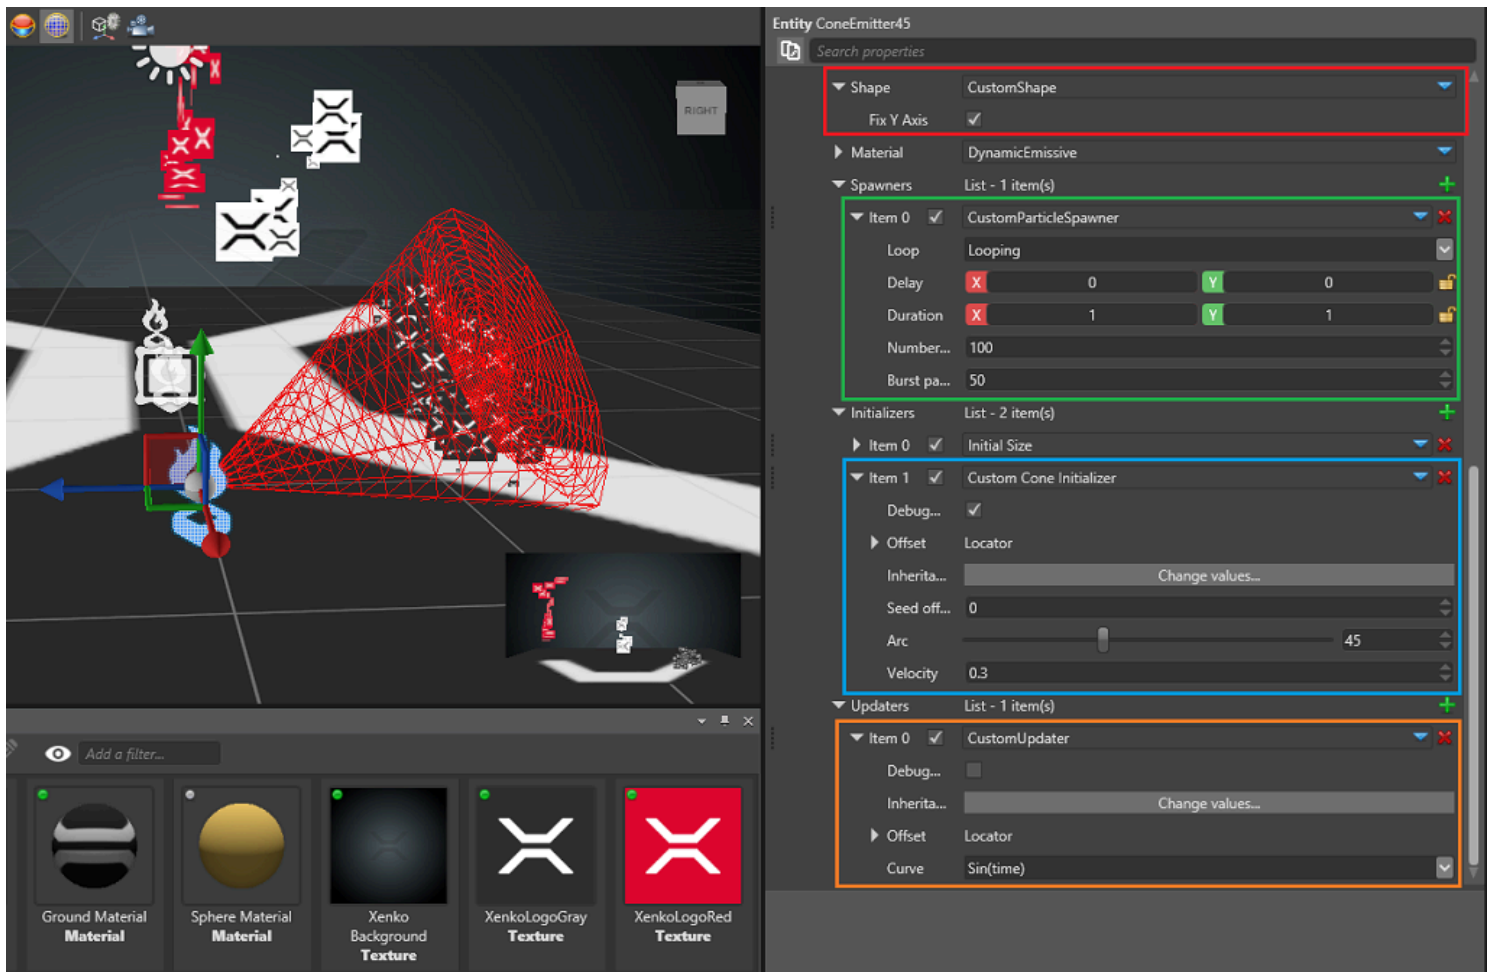 Entity ConeEmitter45
Search properties
RIGHT
Shape CustomShape
Fix Y Axis
Material DynamicEmissive
Spawners List - 1 item(s)
Item 0 CustomParticleSpawner
Loop Looping
Delay X 0 Y 0
Duration X 1 Y 1
Number... 100
Burst pa... 50
Initializers List - 2 item(s)
Item 0 Initial Size
Item 1 Custom Cone Initializer
Debug...
Offset Locator
Inherita... Change values...
Seed off... 0
Arc 45
Velocity 0.3
Updaters List - 1 item(s)
Item 0 CustomUpdater
Debug...
Inherita... Change values...
Offset Locator
Curve Sin(time)
Add a filter...
Ground Material
Material
Sphere Material
Material
Xenko
Background
Texture
XenkoLogoGray
Texture
XenkoLogoRed
Texture